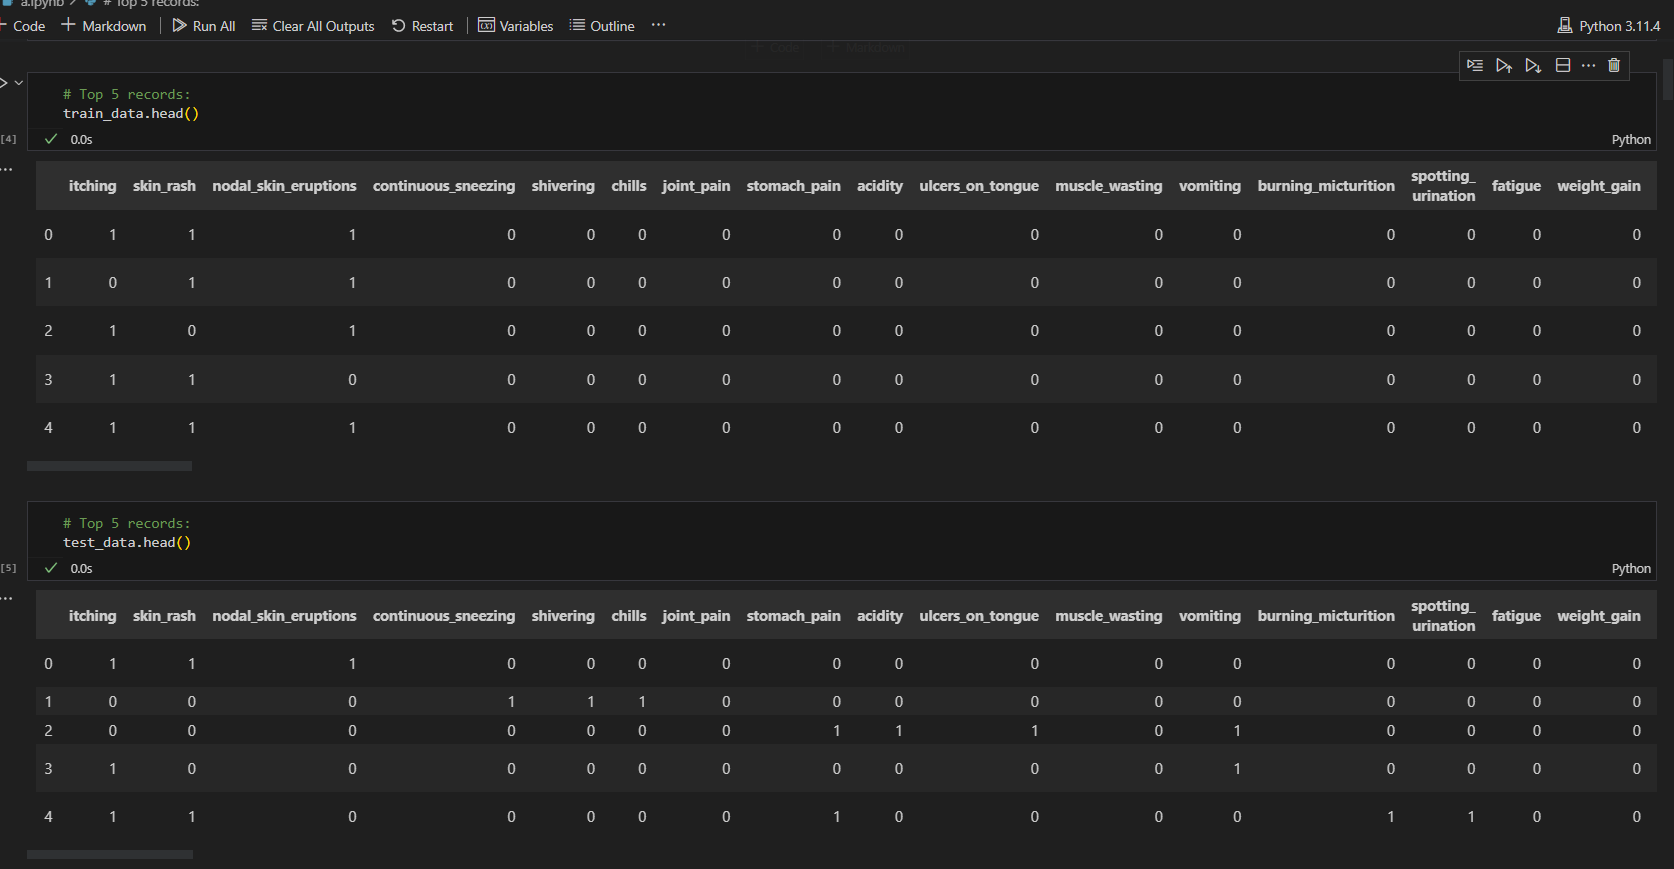 a.ipynb > # Top 5 records:
+ Code + Markdown | Run All Clear All Outputs Restart | Variables Outline ... Python 3.11.4
+ Code + Markdown
# Top 5 records:
train_data.head()
[4] 0.0s Python
itching skin_rash nodal_skin_eruptions continuous_sneezing shivering chills joint_pain stomach_pain acidity ulcers_on_tongue muscle_wasting vomiting burning_micturition spotting_ urination fatigue weight_gain
0 1 1 1 0 0 0 0 0 0 0 0 0 0 0 0 0
1 0 1 1 0 0 0 0 0 0 0 0 0 0 0 0 0
2 1 0 1 0 0 0 0 0 0 0 0 0 0 0 0 0
3 1 1 0 0 0 0 0 0 0 0 0 0 0 0 0 0
4 1 1 1 0 0 0 0 0 0 0 0 0 0 0 0 0
# Top 5 records:
test_data.head()
[5] 0.0s Python
itching skin_rash nodal_skin_eruptions continuous_sneezing shivering chills joint_pain stomach_pain acidity ulcers_on_tongue muscle_wasting vomiting burning_micturition spotting_ urination fatigue weight_gain
0 1 1 1 0 0 0 0 0 0 0 0 0 0 0 0 0
1 0 0 0 1 1 1 0 0 0 0 0 0 0 0 0 0
2 0 0 0 0 0 0 0 1 1 1 0 1 0 0 0 0
3 1 0 0 0 0 0 0 0 0 0 0 1 0 0 0 0
4 1 1 0 0 0 0 0 1 0 0 0 0 1 1 0 0